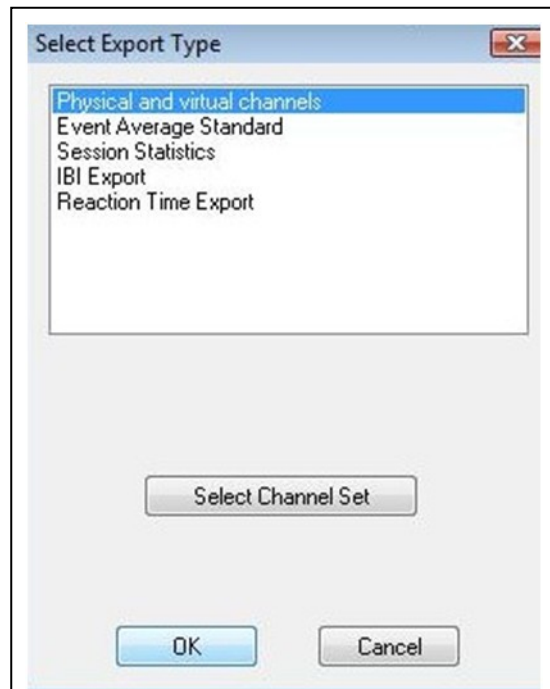 Select Export Type
Physical and virtual channels
Event Average Standard
Session Statistics
IBI Export
Reaction Time Export
Select Channel Set
OK
Cancel